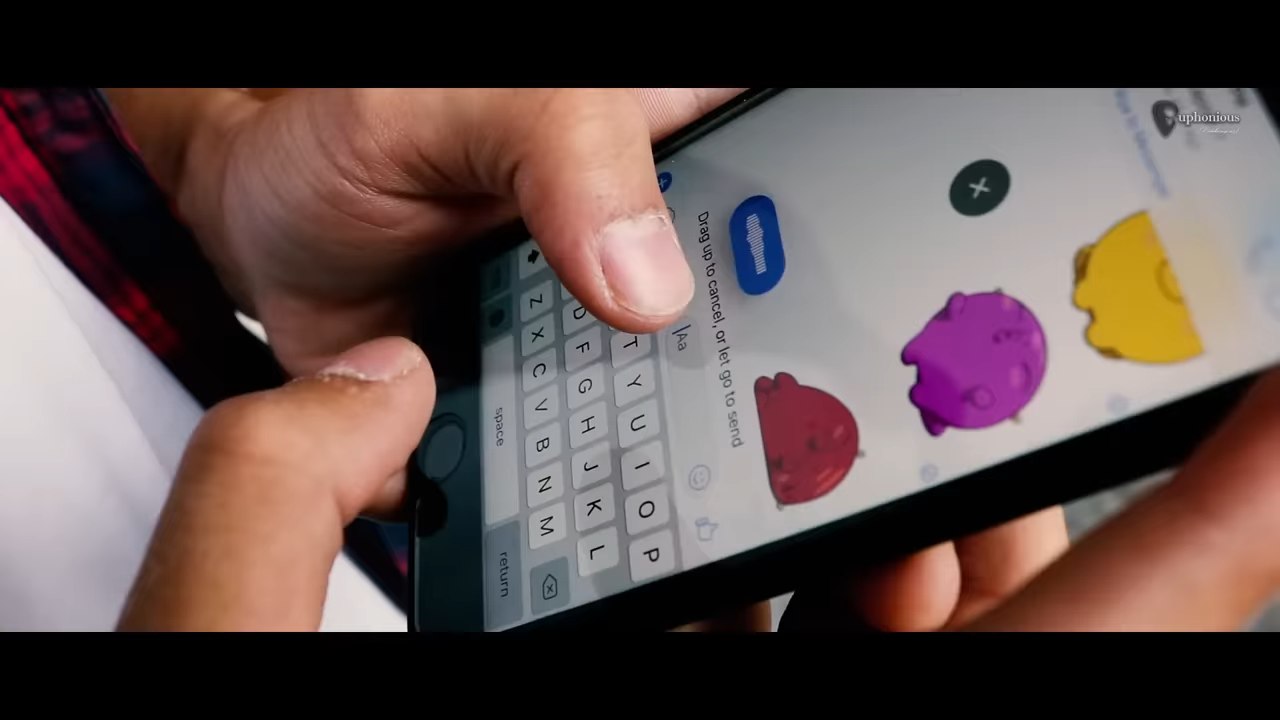 uphonious
Drag up to cancel, or let go to send
Aa
T Y U I O P
D F G H J K L
Z X C V B N M
space
return